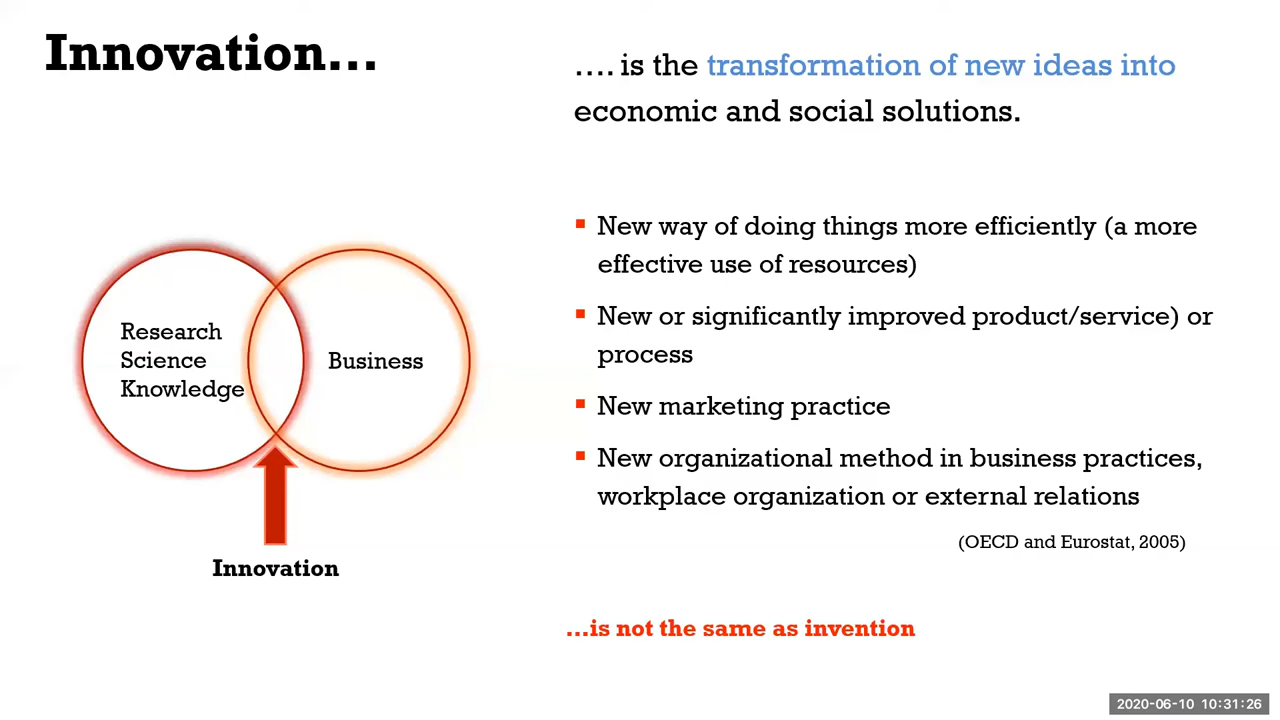 Innovation...
.... is the transformation of new ideas into
economic and social solutions.
Research
Science
Knowledge
Business
Innovation
▪ New way of doing things more efficiently (a more
effective use of resources)
▪ New or significantly improved product/service) or
process
▪ New marketing practice
▪ New organizational method in business practices,
workplace organization or external relations
(OECD and Eurostat, 2005)
...is not the same as invention
2020-06-10 10:31:26